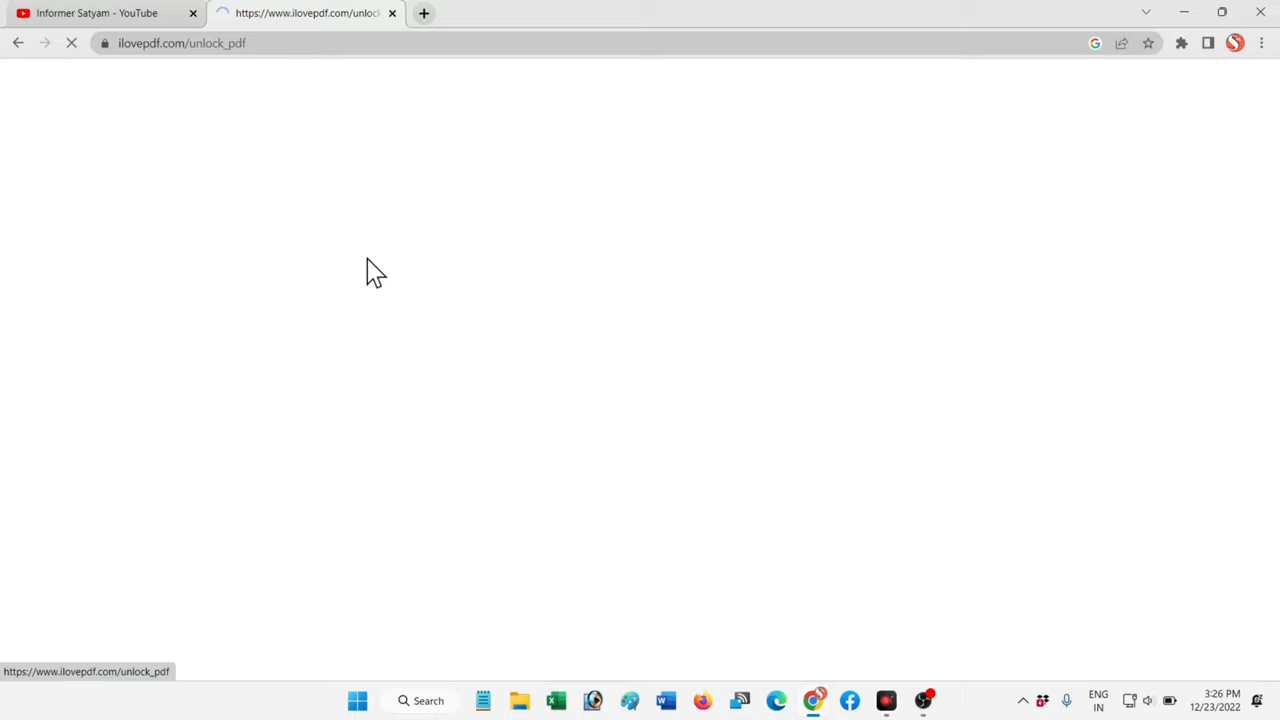 Informer Satyam - YouTube
https://www.ilovepdf.com/unlock
ilovepdf.com/unlock_pdf
https://www.ilovepdf.com/unlock_pdf
Search
ENG
IN
3:26 PM
12/23/2022